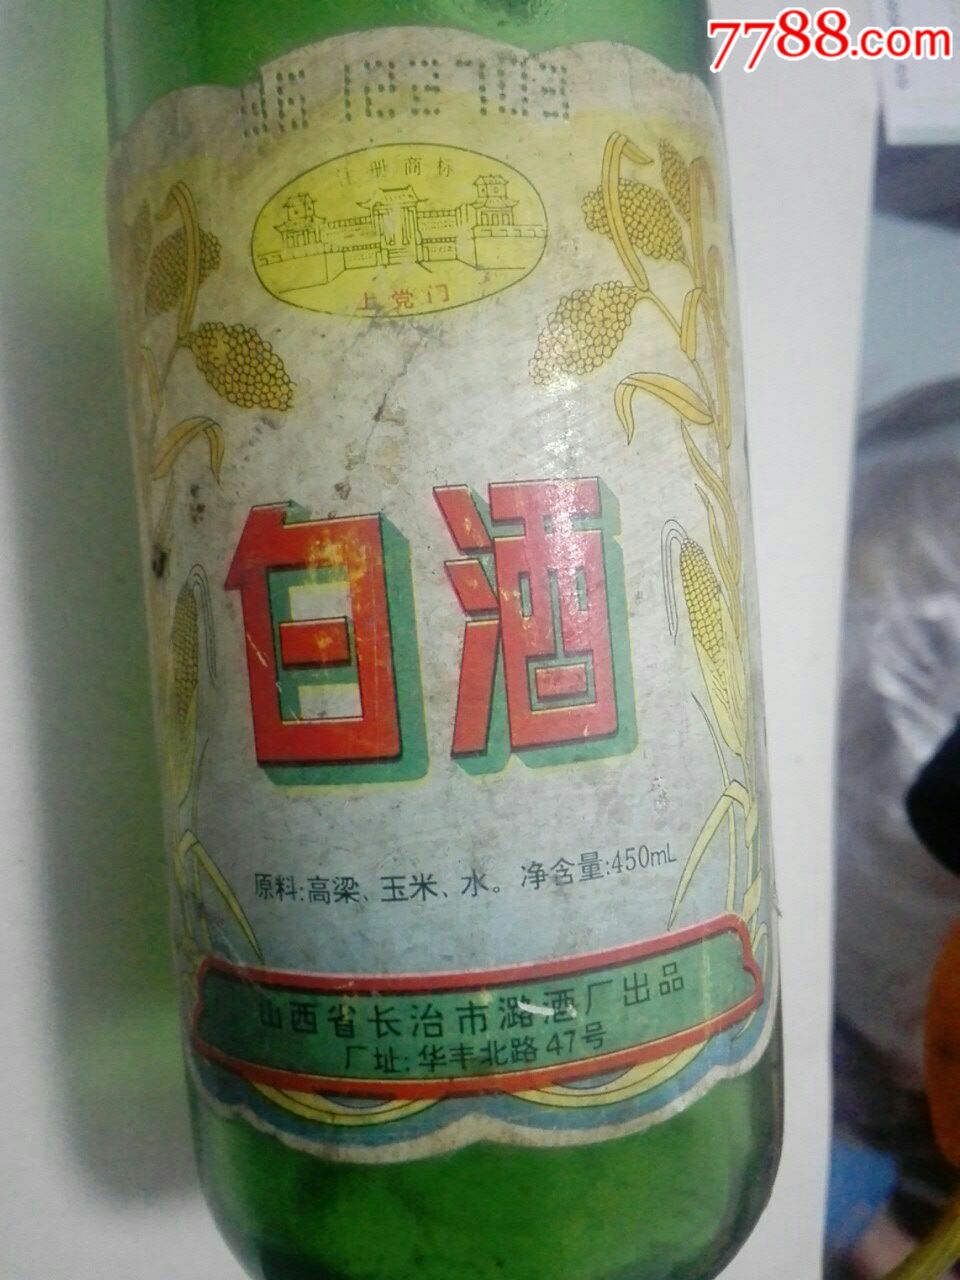 7788.com
注册商标
上党门
白酒
原料:高粱、玉米、水。 净含量:450mL
山西省长治市潞酒厂出品
厂址:华丰北路47号